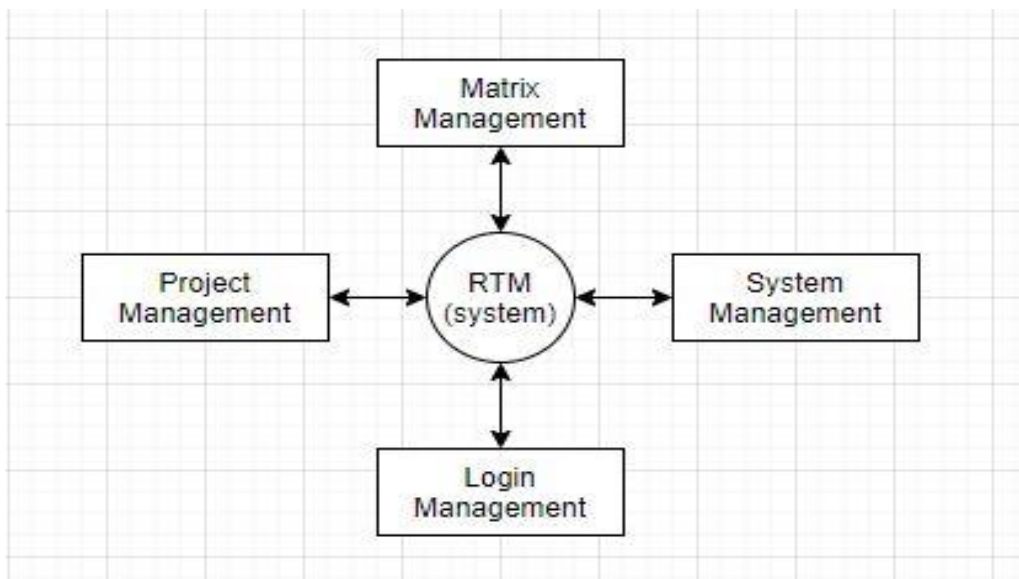 Matrix
Management
Project
Management
RTM
(system)
System
Management
Login
Management